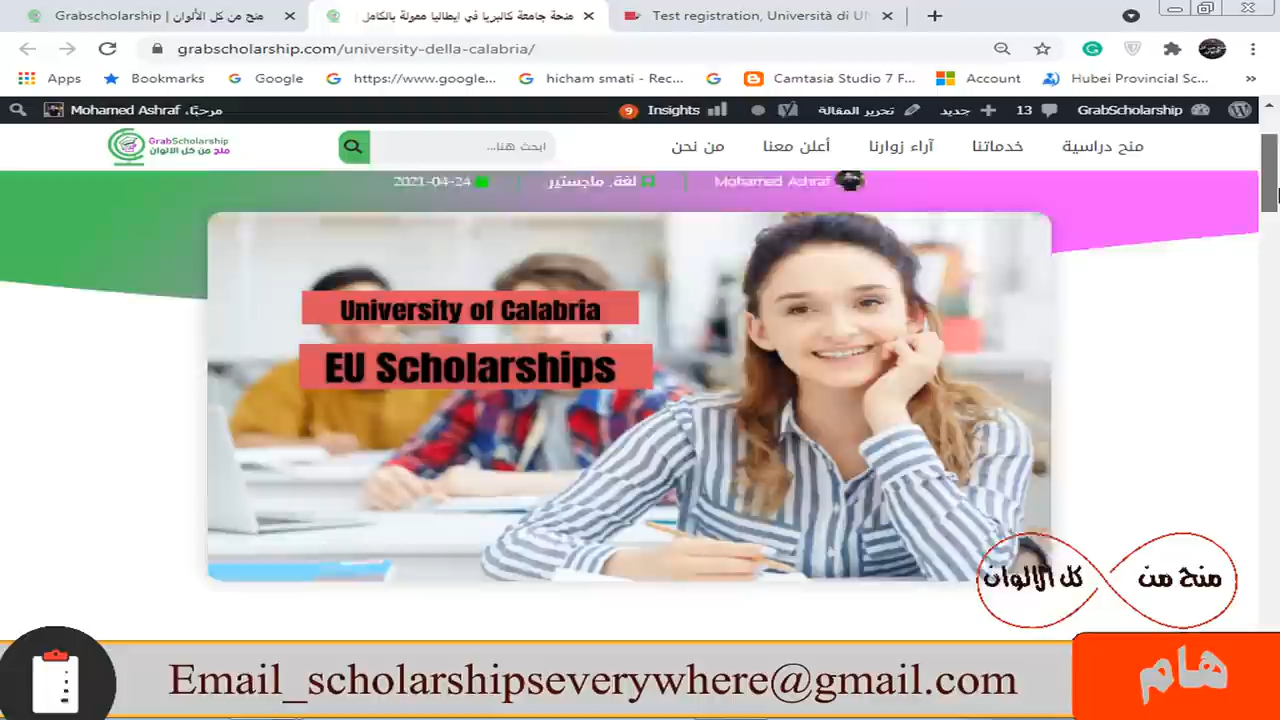 Grabscholarship | منح من كل الألوان
منحة جامعة كالبريا في إيطاليا ممولة بالكامل
Test registration, Università di UN
grabscholarship.com/university-della-calabria/
Apps
Bookmarks
Google
https://www.google...
hicham smati - Rec...
Camtasia Studio 7 F...
Account
Hubei Provincial Sc...
»
مرحبًا، Mohamed Ashraf
9
Insights
تحرير المقالة
جديد
13
GrabScholarship
GrabScholarship
منح من كل الالوان
ابحث هنا...
منح دراسية
خدماتنا
آراء زوارنا
أعلن معنا
من نحن
Mohamed Ashraf
لغة, ماجستير
2021-04-24
University of Calabria
EU Scholarships
منح من
كل الالوان
Email_scholarshipseverywhere@gmail.com
هام